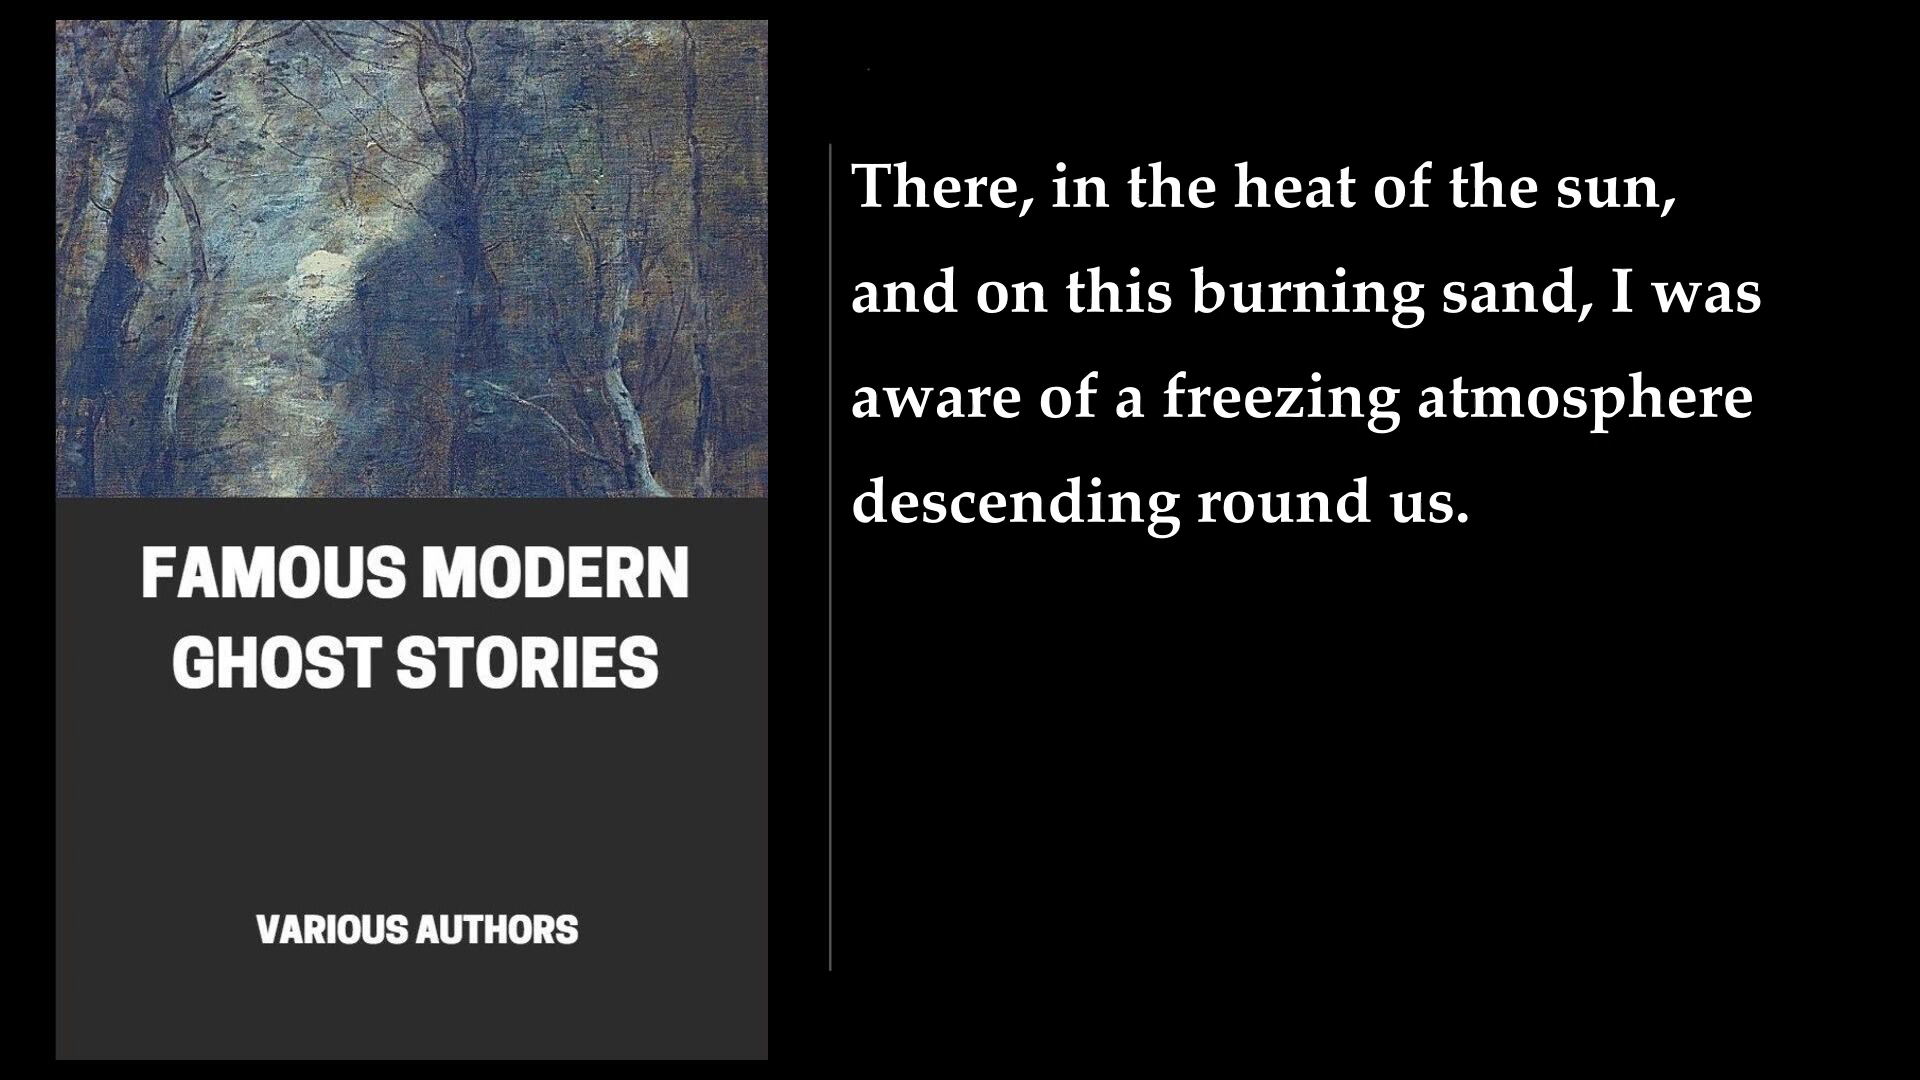 FAMOUS MODERN
GHOST STORIES
VARIOUS AUTHORS
There, in the heat of the sun,
and on this burning sand, I was
aware of a freezing atmosphere
descending round us.